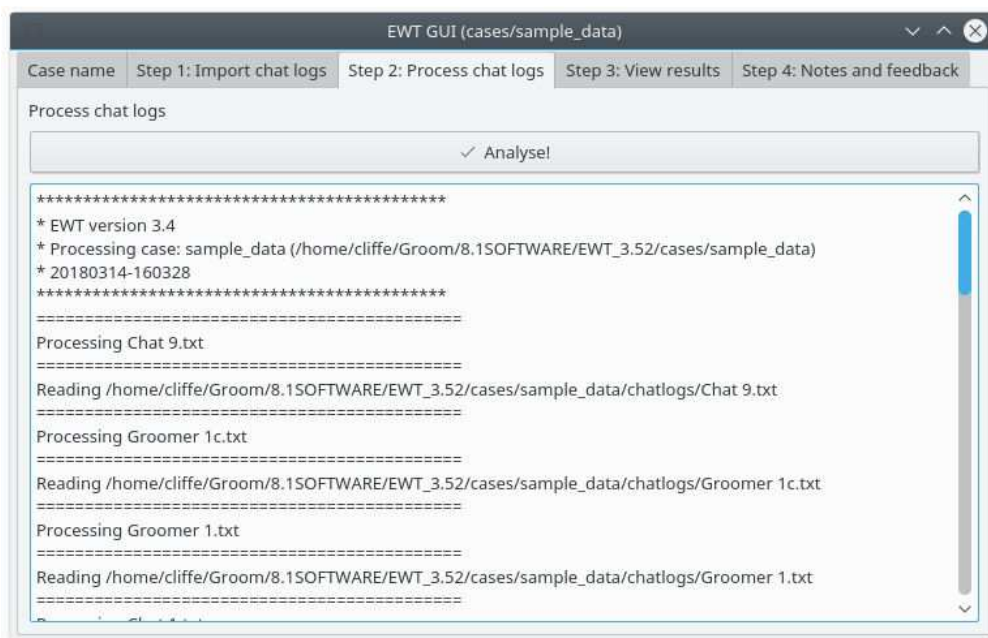 EWT GUI (cases/sample_data)
Case name Step 1: Import chat logs Step 2: Process chat logs Step 3: View results Step 4: Notes and feedback
Process chat logs
✓ Analyse!
********************************************
* EWT version 3.4
* Processing case: sample_data (/home/cliffe/Groom/8.1SOFTWARE/EWT_3.52/cases/sample_data)
* 20180314-160328
********************************************
============================================
Processing Chat 9.txt
============================================
Reading /home/cliffe/Groom/8.1SOFTWARE/EWT_3.52/cases/sample_data/chatlogs/Chat 9.txt
============================================
Processing Groomer 1c.txt
============================================
Reading /home/cliffe/Groom/8.1SOFTWARE/EWT_3.52/cases/sample_data/chatlogs/Groomer 1c.txt
============================================
Processing Groomer 1.txt
============================================
Reading /home/cliffe/Groom/8.1SOFTWARE/EWT_3.52/cases/sample_data/chatlogs/Groomer 1.txt
============================================